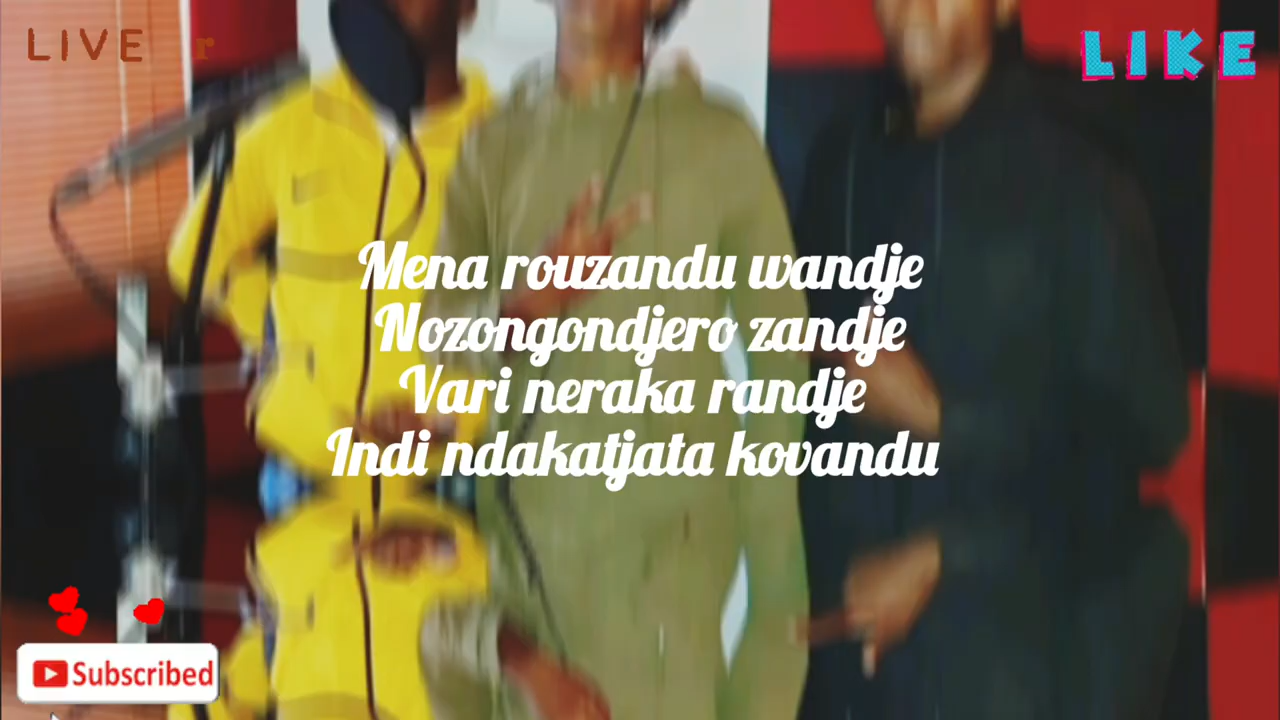 LIVE r
LIKE
Mena rouzandu wandje
Nozongondjero zandje
Vari neraka randje
Indi ndakatjata kovandu
Subscribed